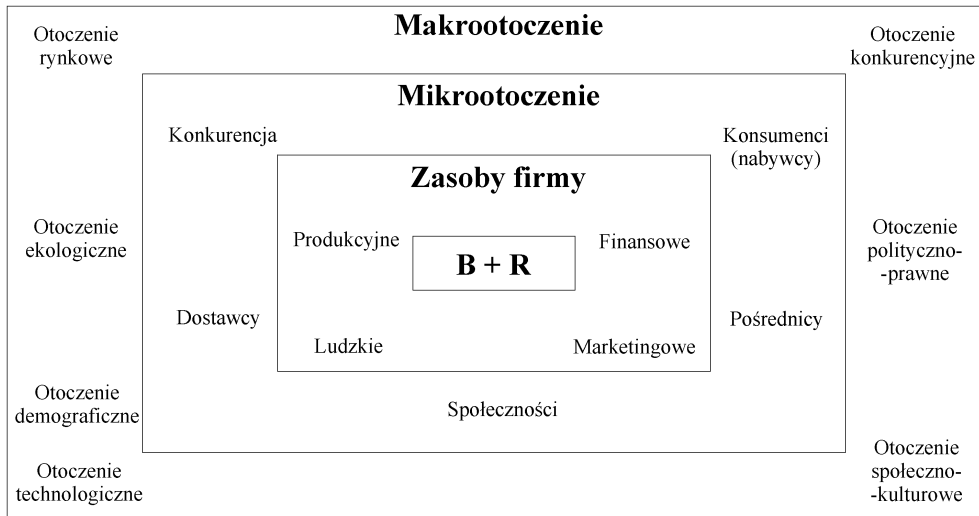 Makrootoczenie
Otoczenie
rynkowe
Otoczenie
konkurencyjne
Mikrootoczenie
Konkurencja
Konsumenci
(nabywcy)
Zasoby firmy
Otoczenie
ekologiczne
Produkcyjne
B + R
Finansowe
Otoczenie
polityczno-
-prawne
Dostawcy
Ludzkie
Marketingowe
Pośrednicy
Otoczenie
demograficzne
Społeczności
Otoczenie
technologiczne
Otoczenie
społeczno-
-kulturowe